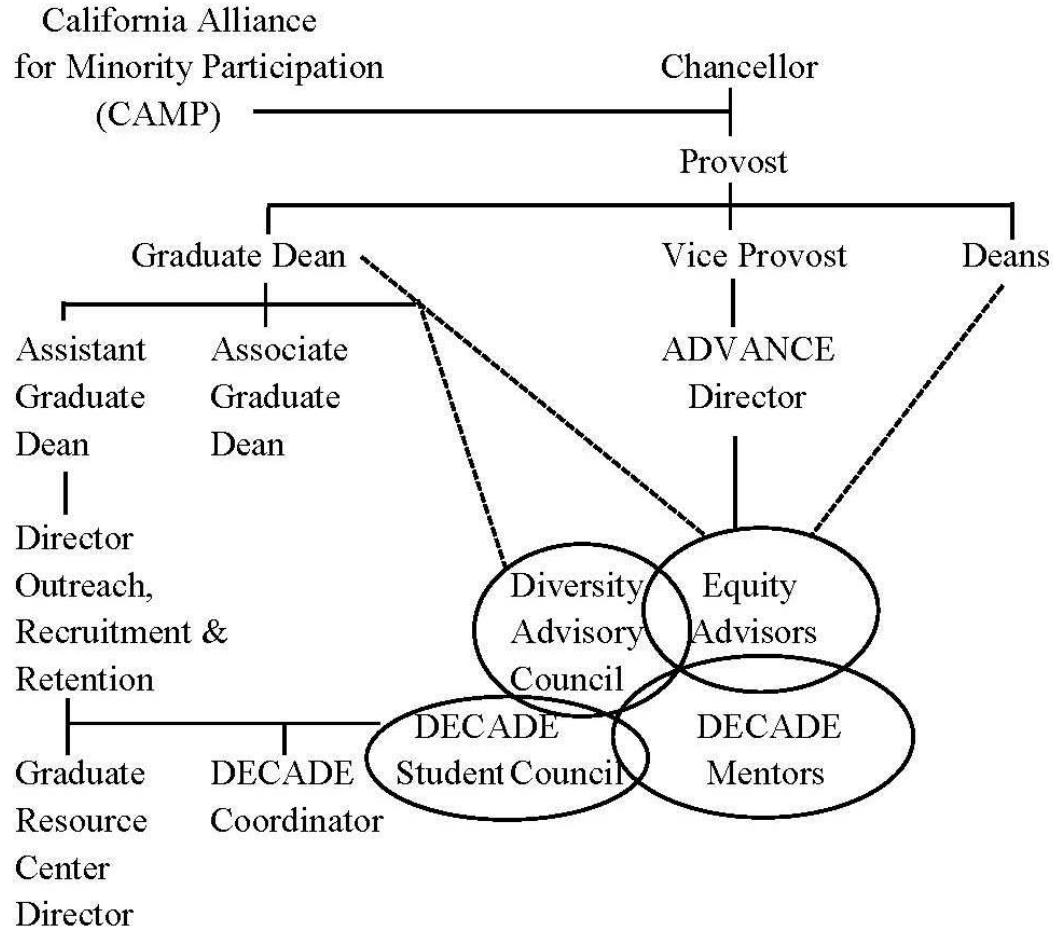 California Alliance
for Minority Participation
(CAMP)
Chancellor
Provost
Graduate Dean
Vice Provost
Deans
Assistant
Graduate
Dean
Associate
Graduate
Dean
ADVANCE
Director
Director
Outreach,
Recruitment &
Retention
Diversity
Advisory
Council
Equity
Advisors
DECADE
Student Council
DECADE
Mentors
Graduate
Resource
Center
Director
DECADE
Coordinator